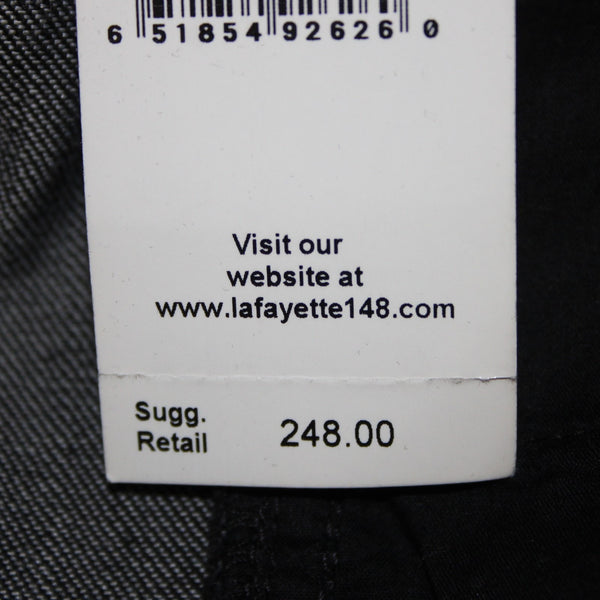 6 51854 92626 0
Visit our
website at
www.lafayette148.com
Sugg.
Retail 248.00